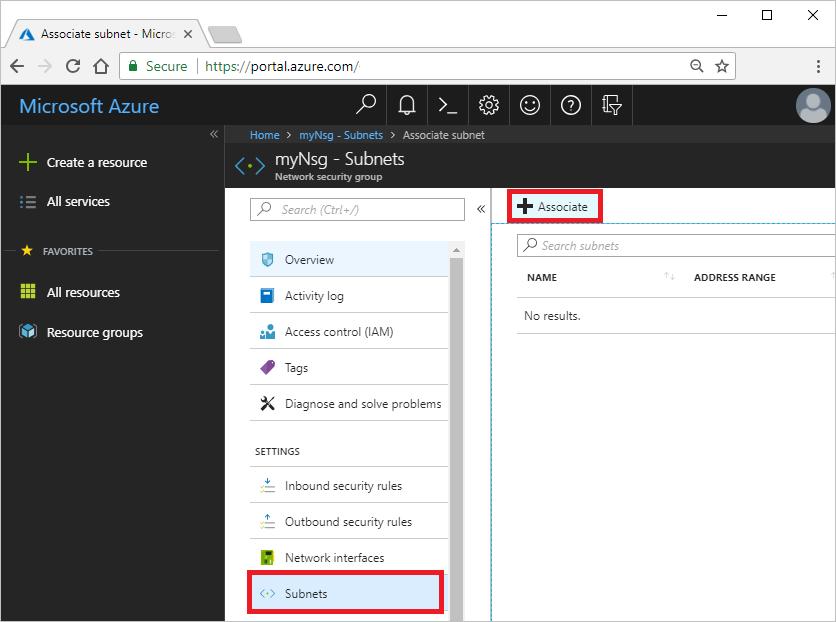 Associate subnet - Micros
Secure
https://portal.azure.com/
Microsoft Azure
Home > myNsg - Subnets > Associate subnet
Create a resource
All services
FAVORITES
All resources
Resource groups
myNsg - Subnets
Network security group
Search (Ctrl+/)
Overview
Activity log
Access control (IAM)
Tags
Diagnose and solve problems
SETTINGS
Inbound security rules
Outbound security rules
Network interfaces
Subnets
Associate
Search subnets
NAME ADDRESS RANGE
No results.